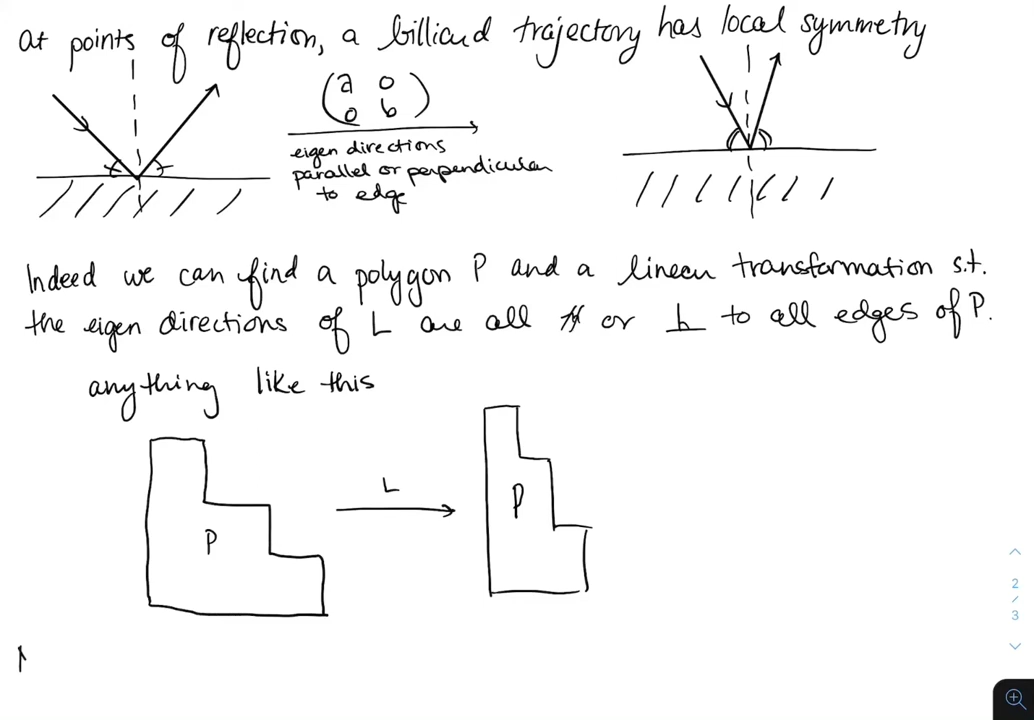 at points of reflection, a billiard trajectory has local symmetry
(a 0
0 b)
eigen directions
parallel or perpendicular
to edge
Indeed we can find a polygon P and a linear transformation s.t.
the eigen directions of L are all // or ⊥ to all edges of P.
anything like this
L
P
P
2
/
3